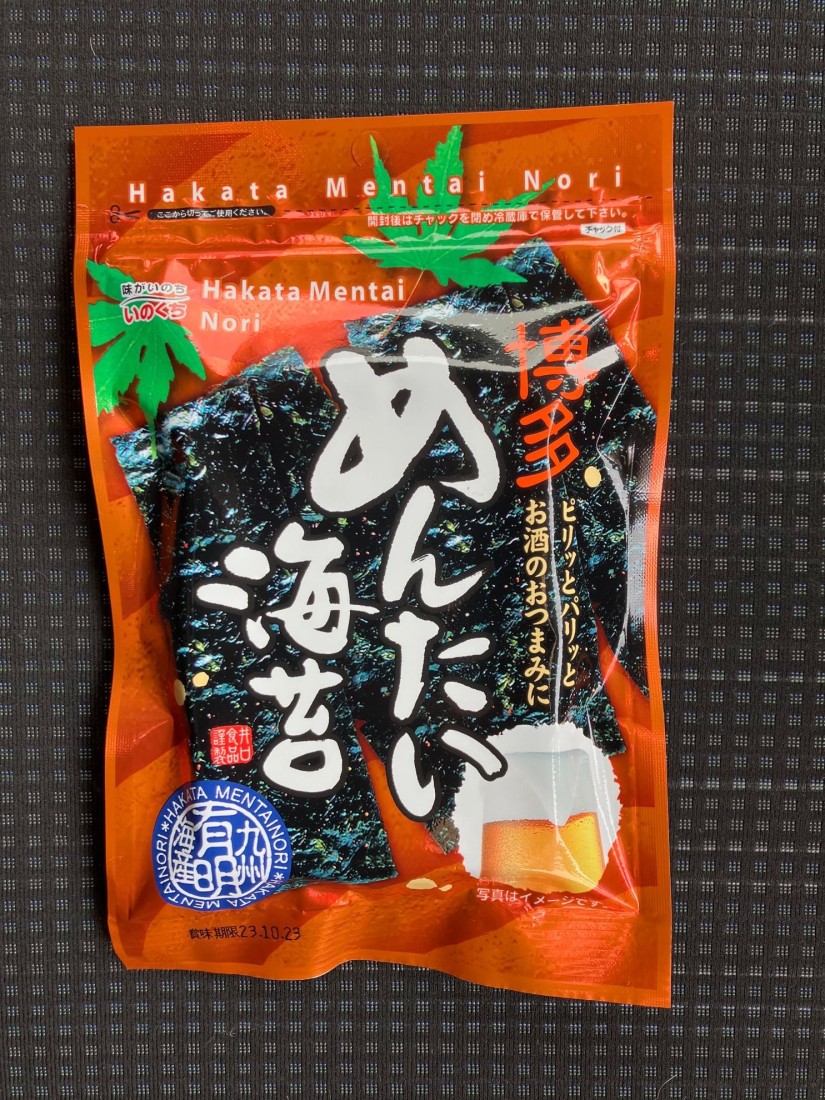 Hakata Mentai Nori
ここから切ってご使用ください。
開封後はチャックを閉め冷蔵庫で保管して下さい。
チャック付
味がいのち
いのくち
Hakata Mentai
Nori
博多
めんたい
海苔
ピリッとパリッと
お酒のおつまみに
井口
食品
謹製
HAKATA MENTAINORI*HAKATA MENTAINORI*
九州
有明
海産
写真はイメージです。
賞味期限23.10.23